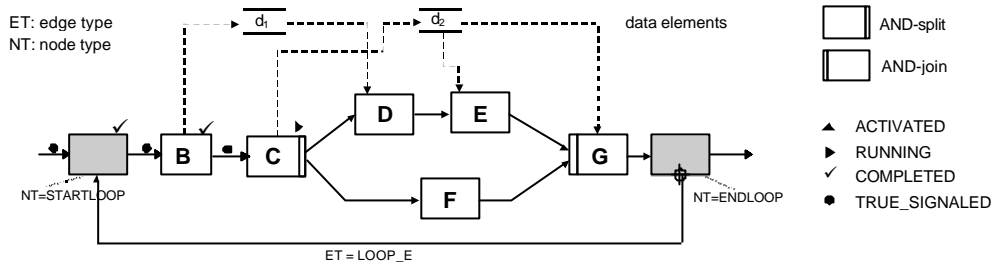 ET: edge type
NT: node type
d1
d2
data elements
AND-split
AND-join
D
E
B
C
G
F
NT=STARTLOOP
NT=ENDLOOP
ET = LOOP_E
ACTIVATED
RUNNING
COMPLETED
TRUE_SIGNALED